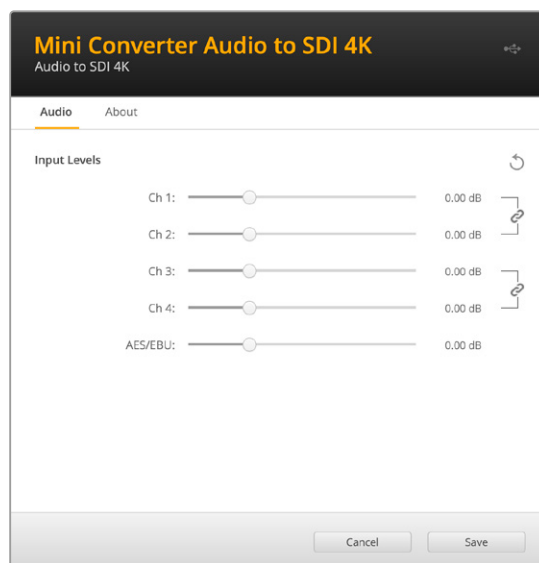 Mini Converter Audio to SDI 4K
Audio to SDI 4K
Audio About
Input Levels
Ch 1: 0.00 dB
Ch 2: 0.00 dB
Ch 3: 0.00 dB
Ch 4: 0.00 dB
AES/EBU: 0.00 dB
Cancel Save